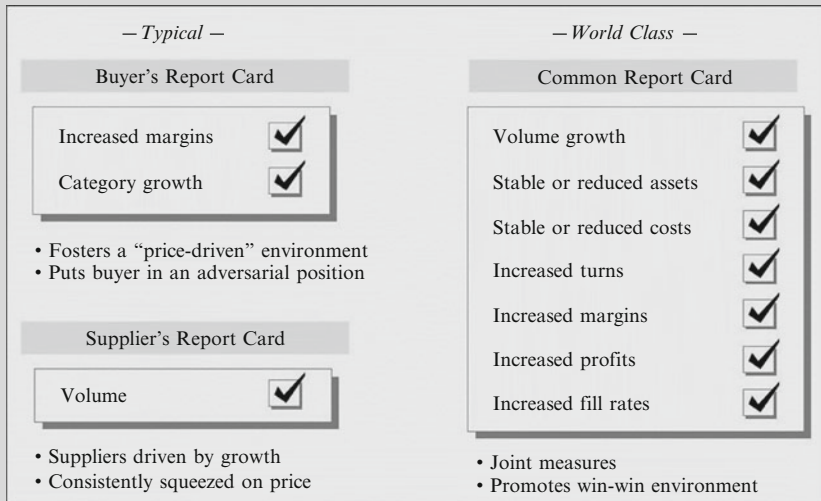 – Typical –
Buyer's Report Card
Increased margins
Category growth
• Fosters a “price-driven” environment
• Puts buyer in an adversarial position
Supplier's Report Card
Volume
• Suppliers driven by growth
• Consistently squeezed on price
– World Class –
Common Report Card
Volume growth
Stable or reduced assets
Stable or reduced costs
Increased turns
Increased margins
Increased profits
Increased fill rates
• Joint measures
• Promotes win-win environment